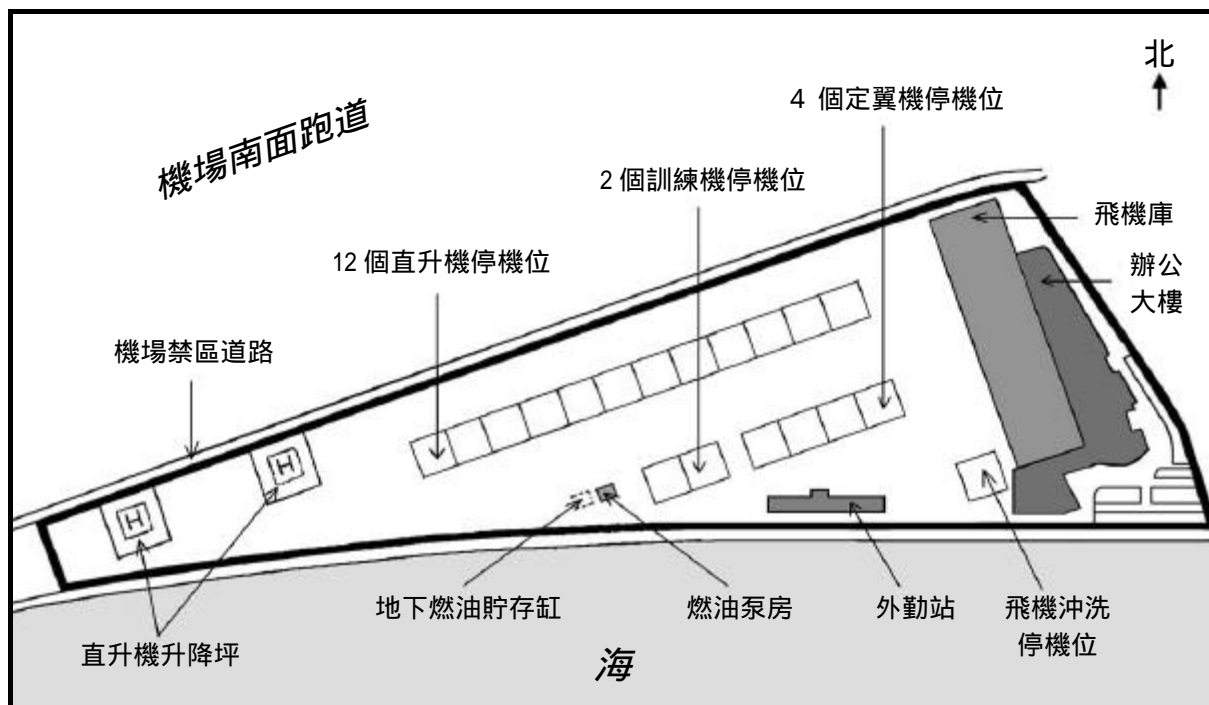 北
4 個定翼機停機位
機場南面跑道
2 個訓練機停機位
飛機庫
12 個直升機停機位
辦公
大樓
機場禁區道路
H
H
地下燃油貯存缸
燃油泵房
外勤站
飛機沖洗
停機位
直升機升降坪
海